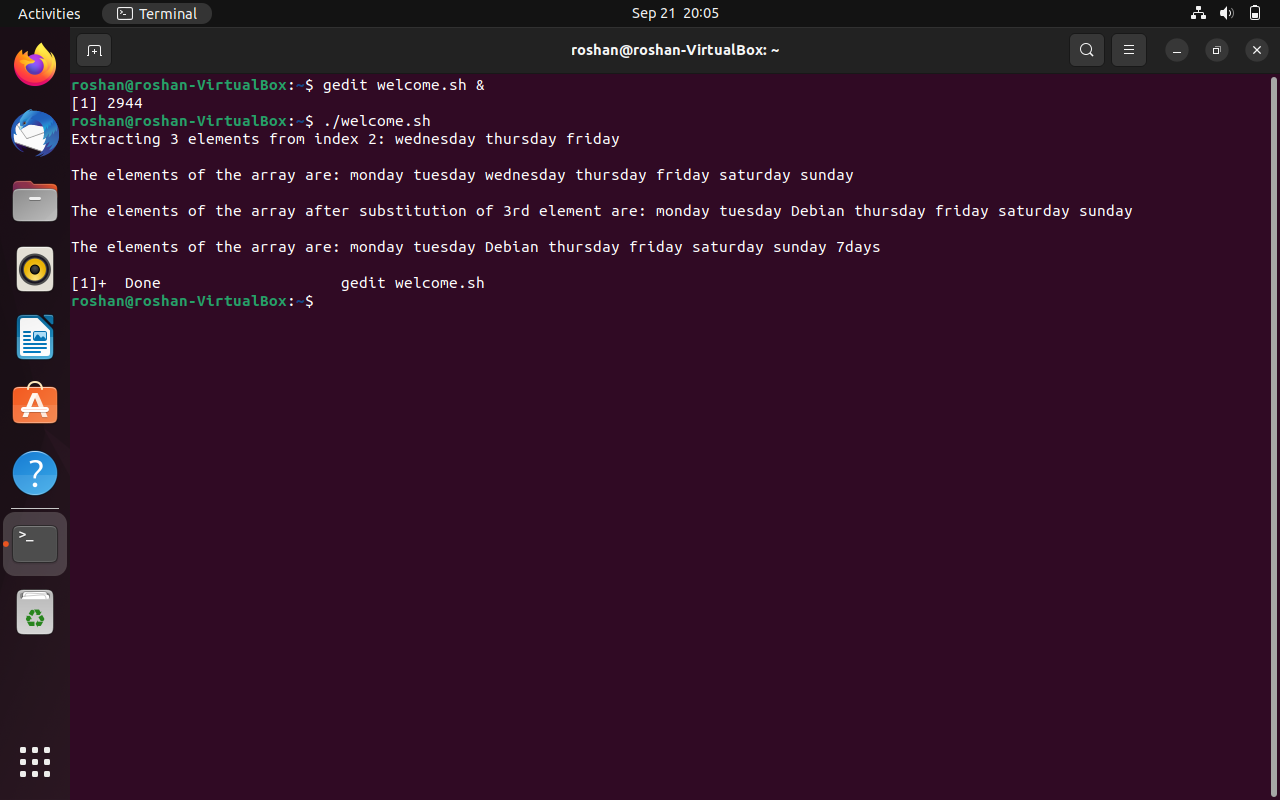 Activities
Terminal
Sep 21 20:05
roshan@roshan-VirtualBox: ~
roshan@roshan-VirtualBox:~$ gedit welcome.sh &
[1] 2944
roshan@roshan-VirtualBox:~$ ./welcome.sh
Extracting 3 elements from index 2: wednesday thursday friday
The elements of the array are: monday tuesday wednesday thursday friday saturday sunday
The elements of the array after substitution of 3rd element are: monday tuesday Debian thursday friday saturday sunday
The elements of the array are: monday tuesday Debian thursday friday saturday sunday 7days
[1]+  Done                    gedit welcome.sh
roshan@roshan-VirtualBox:~$